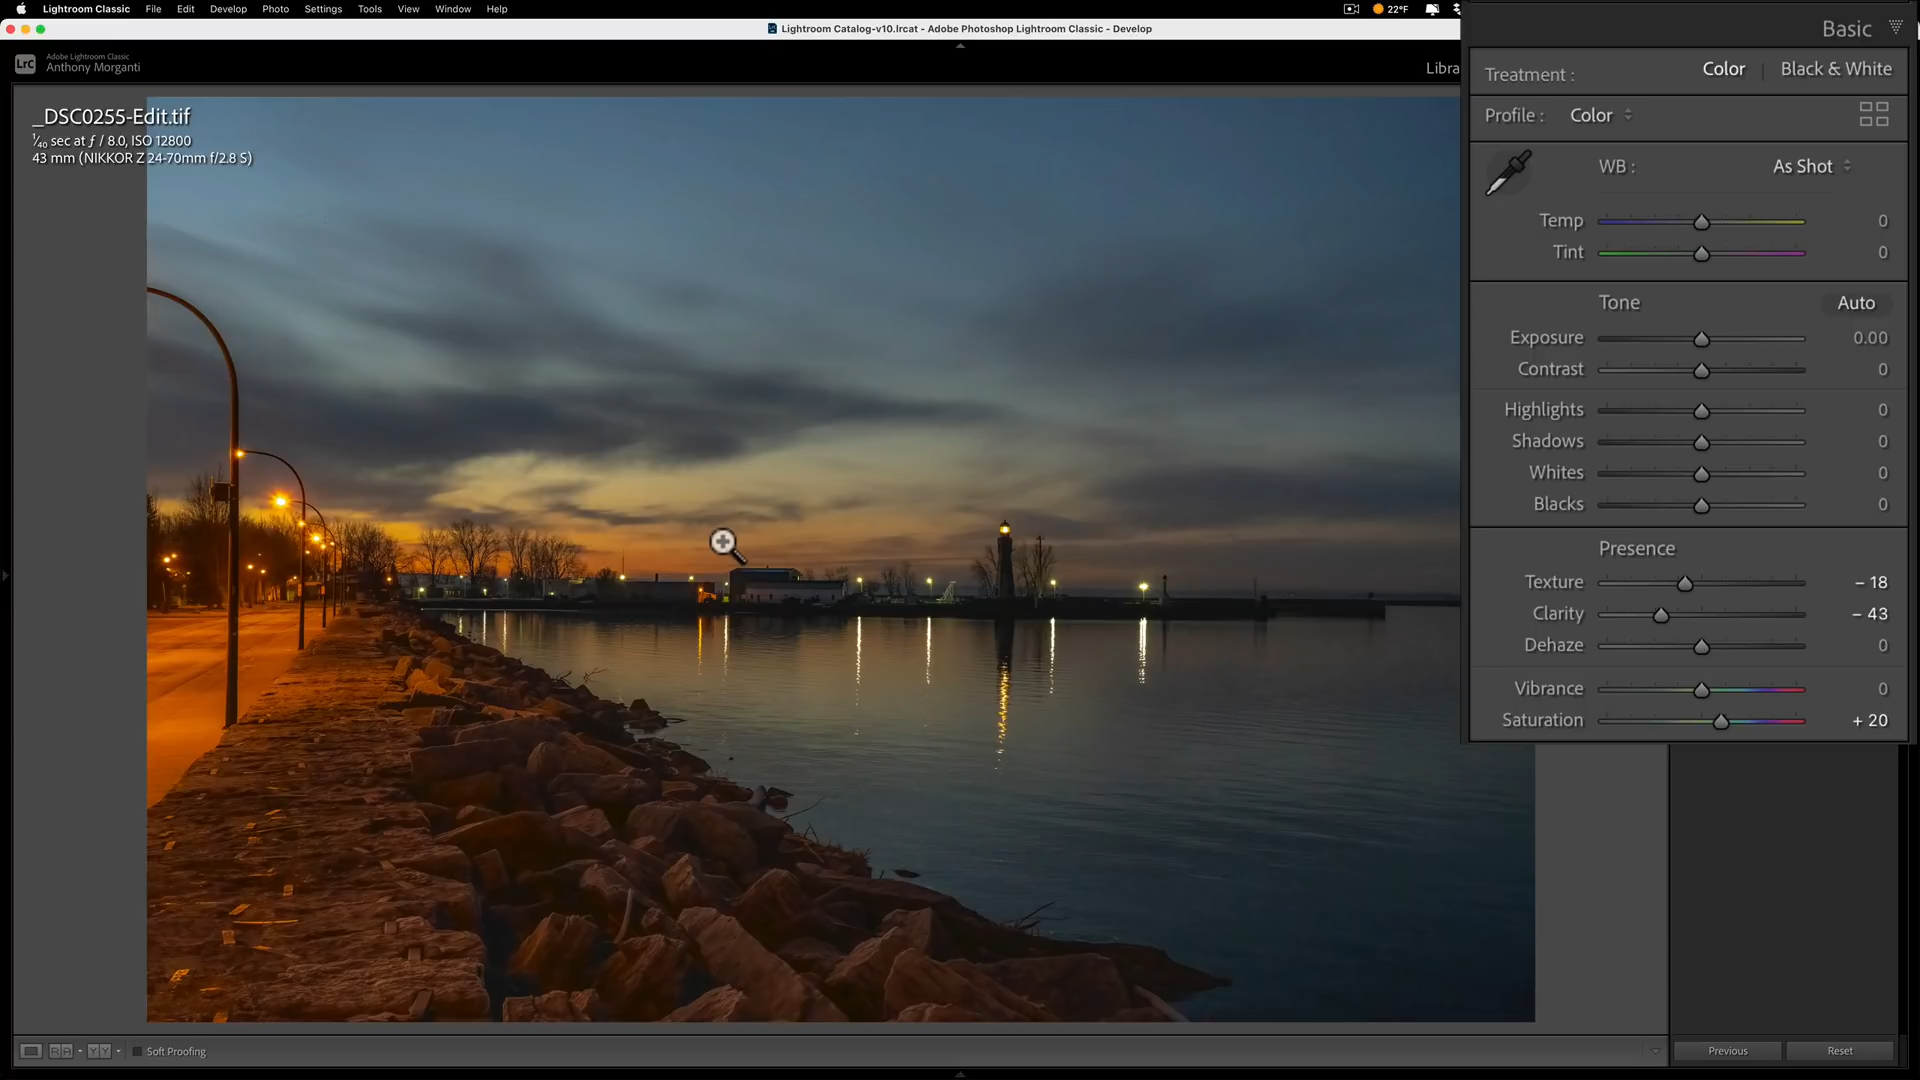 Lightroom Classic File Edit Develop Photo Settings Tools View Window Help 22°F
Lightroom Catalog-v10.lrcat - Adobe Photoshop Lightroom Classic - Develop
LrC
Adobe Lightroom Classic
Anthony Morganti
Libra
_DSC0255-Edit.tif
1/40 sec at ƒ / 8.0, ISO 12800
43 mm (NIKKOR Z 24-70mm f/2.8 S)
Basic
Treatment : Color Black & White
Profile : Color
WB : As Shot
Temp 0
Tint 0
Tone Auto
Exposure 0.00
Contrast 0
Highlights 0
Shadows 0
Whites 0
Blacks 0
Presence
Texture – 18
Clarity – 43
Dehaze 0
Vibrance 0
Saturation + 20
RA YY Soft Proofing
Previous Reset